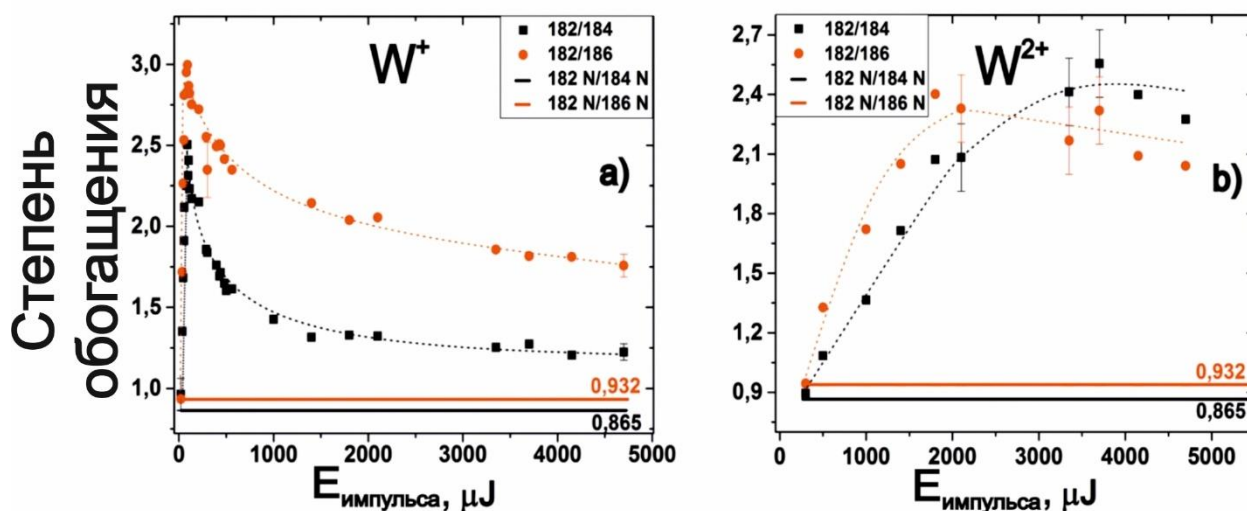 Степень
обогащения
182/184
182/186
182 N/184 N
182 N/186 N
W⁺
a)
3,0
2,5
2,0
1,5
1,0
0,932
0,865
0 1000 2000 3000 4000 5000
Eимпульса, μJ
182/184
182/186
182 N/184 N
182 N/186 N
W²⁺
b)
2,7
2,4
2,1
1,8
1,5
1,2
0,9
0,932
0,865
0 1000 2000 3000 4000 5000
Eимпульса, μJ